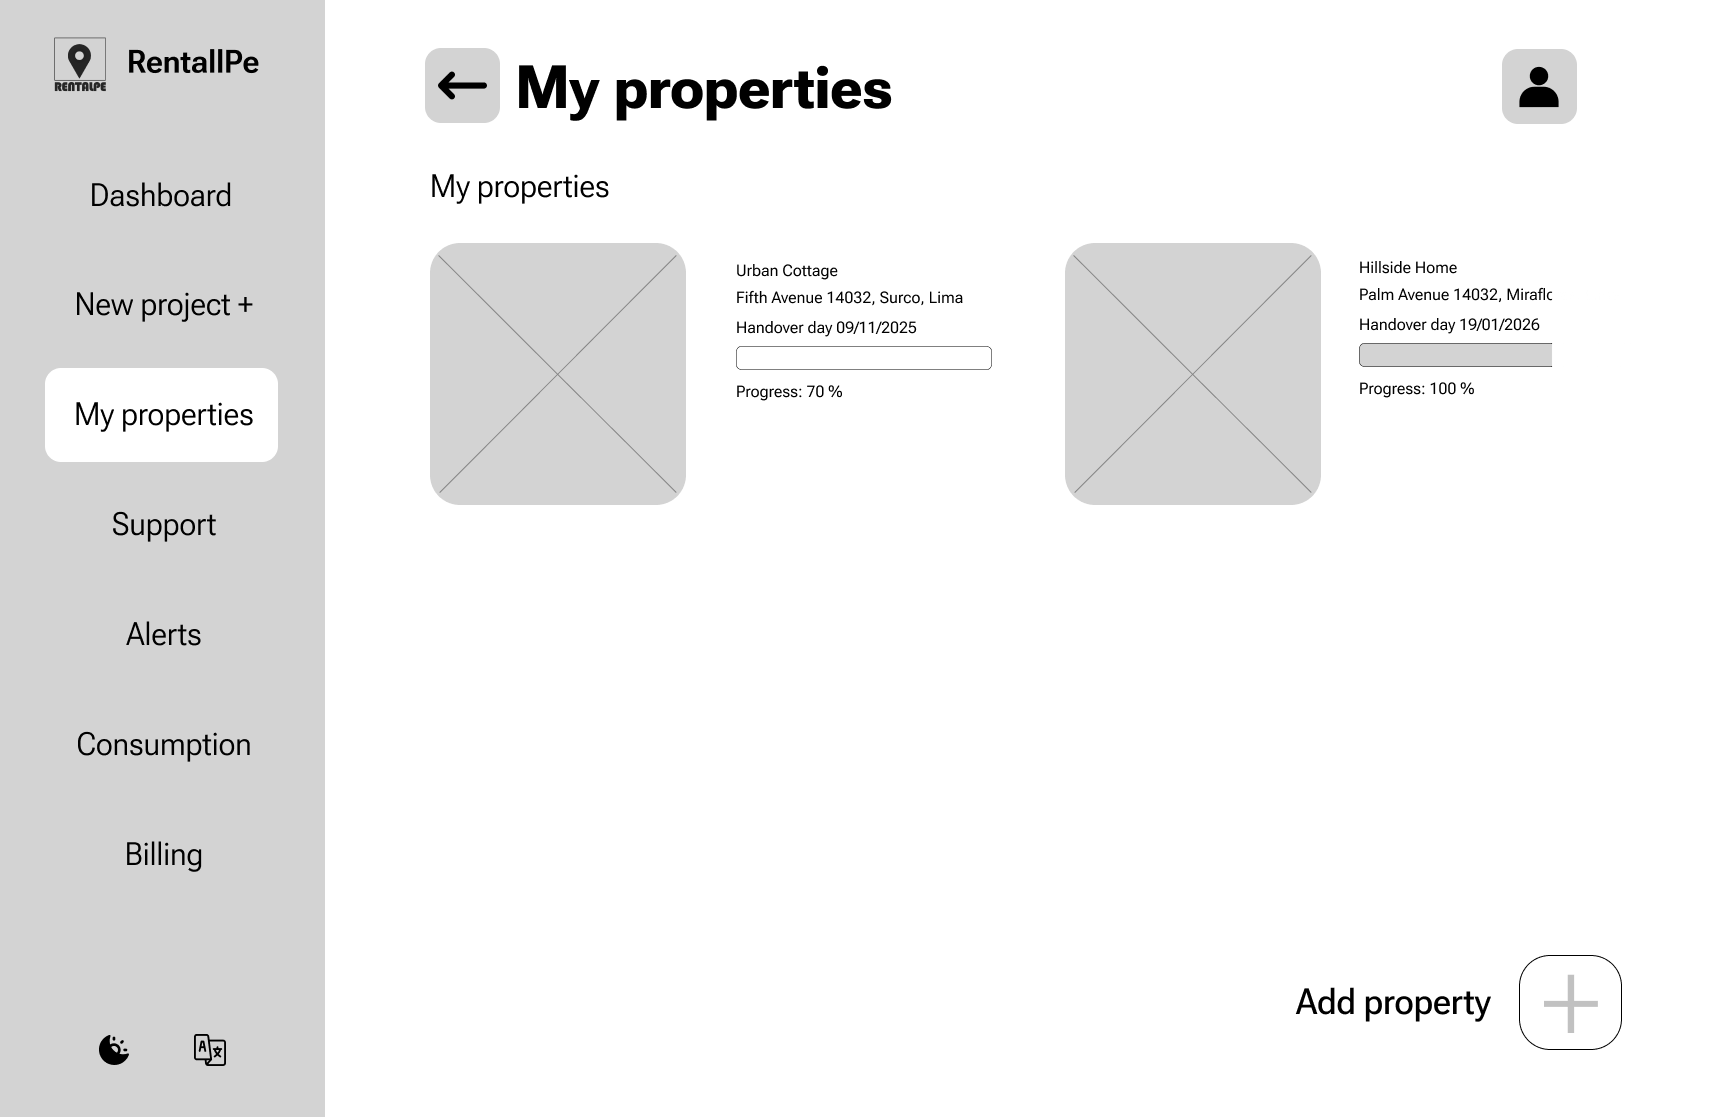 RENTALPE
RentallPe
Dashboard
New project +
My properties
Support
Alerts
Consumption
Billing
My properties
My properties
Urban Cottage
Fifth Avenue 14032, Surco, Lima
Handover day 09/11/2025
Progress: 70 %
Hillside Home
Palm Avenue 14032, Miraflo
Handover day 19/01/2026
Progress: 100 %
Add property